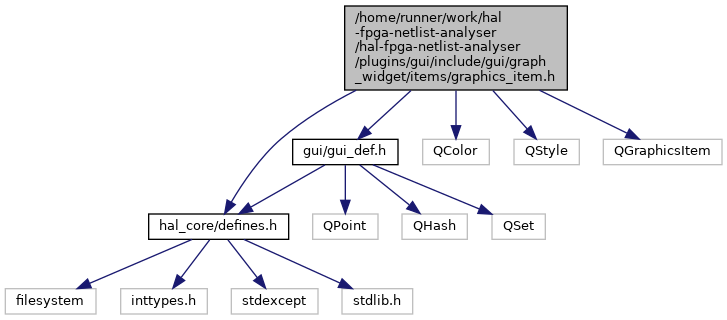 /home/runner/work/hal
-fpga-netlist-analyser
/hal-fpga-netlist-analyser
/plugins/gui/include/gui/graph
_widget/items/graphics_item.h
gui/gui_def.h
QColor
QStyle
QGraphicsItem
hal_core/defines.h
QPoint
QHash
QSet
filesystem
inttypes.h
stdexcept
stdlib.h